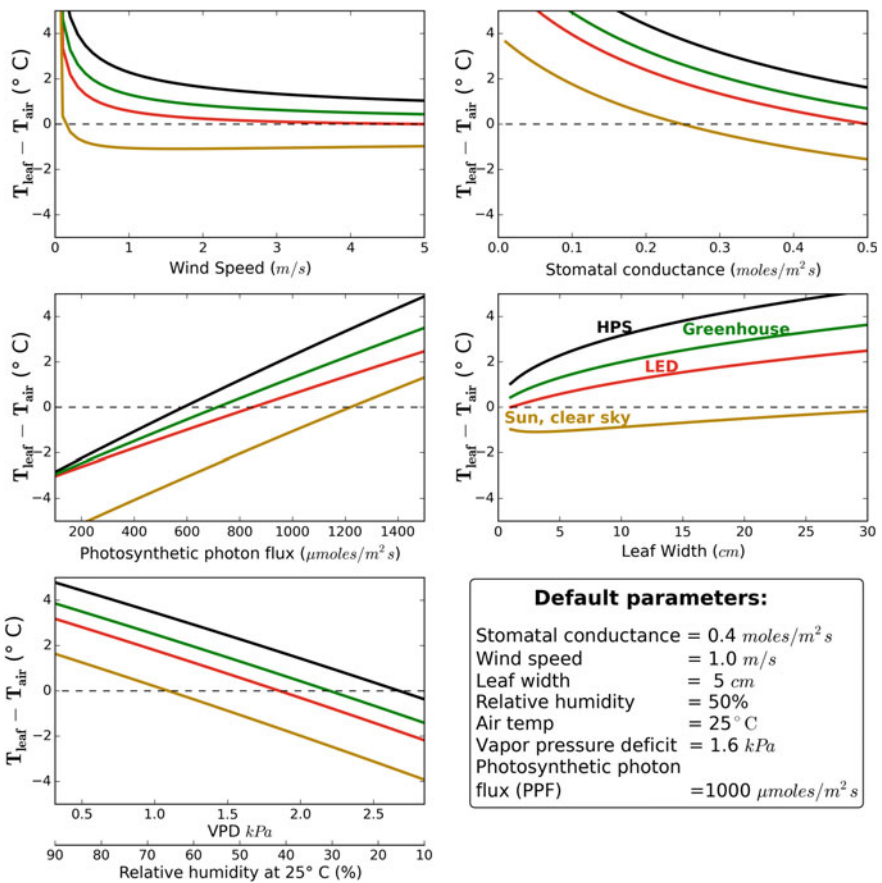 T_leaf − T_air (° C)
4
2
0
−2
−4
0
1
2
3
4
5
Wind Speed (m/s)
4
2
0
−2
−4
0.0
0.1
0.2
0.3
0.4
0.5
Stomatal conductance (moles/m² s)
T_leaf − T_air (° C)
T_leaf − T_air (° C)
4
2
0
−2
−4
200
400
600
800
1000
1200
1400
Photosynthetic photon flux (μmoles/m² s)
T_leaf − T_air (° C)
4
2
0
−2
−4
HPS
Greenhouse
LED
Sun, clear sky
0
5
10
15
20
25
30
Leaf Width (cm)
T_leaf − T_air (° C)
4
2
0
−2
−4
0.5
1.0
1.5
2.0
2.5
VPD kPa
90
80
70
60
50
40
30
20
10
Relative humidity at 25° C (%)
Default parameters:
Stomatal conductance = 0.4 moles/m² s
Wind speed = 1.0 m/s
Leaf width = 5 cm
Relative humidity = 50%
Air temp = 25°C
Vapor pressure deficit = 1.6 kPa
Photosynthetic photon
flux (PPF) =1000 μmoles/m² s